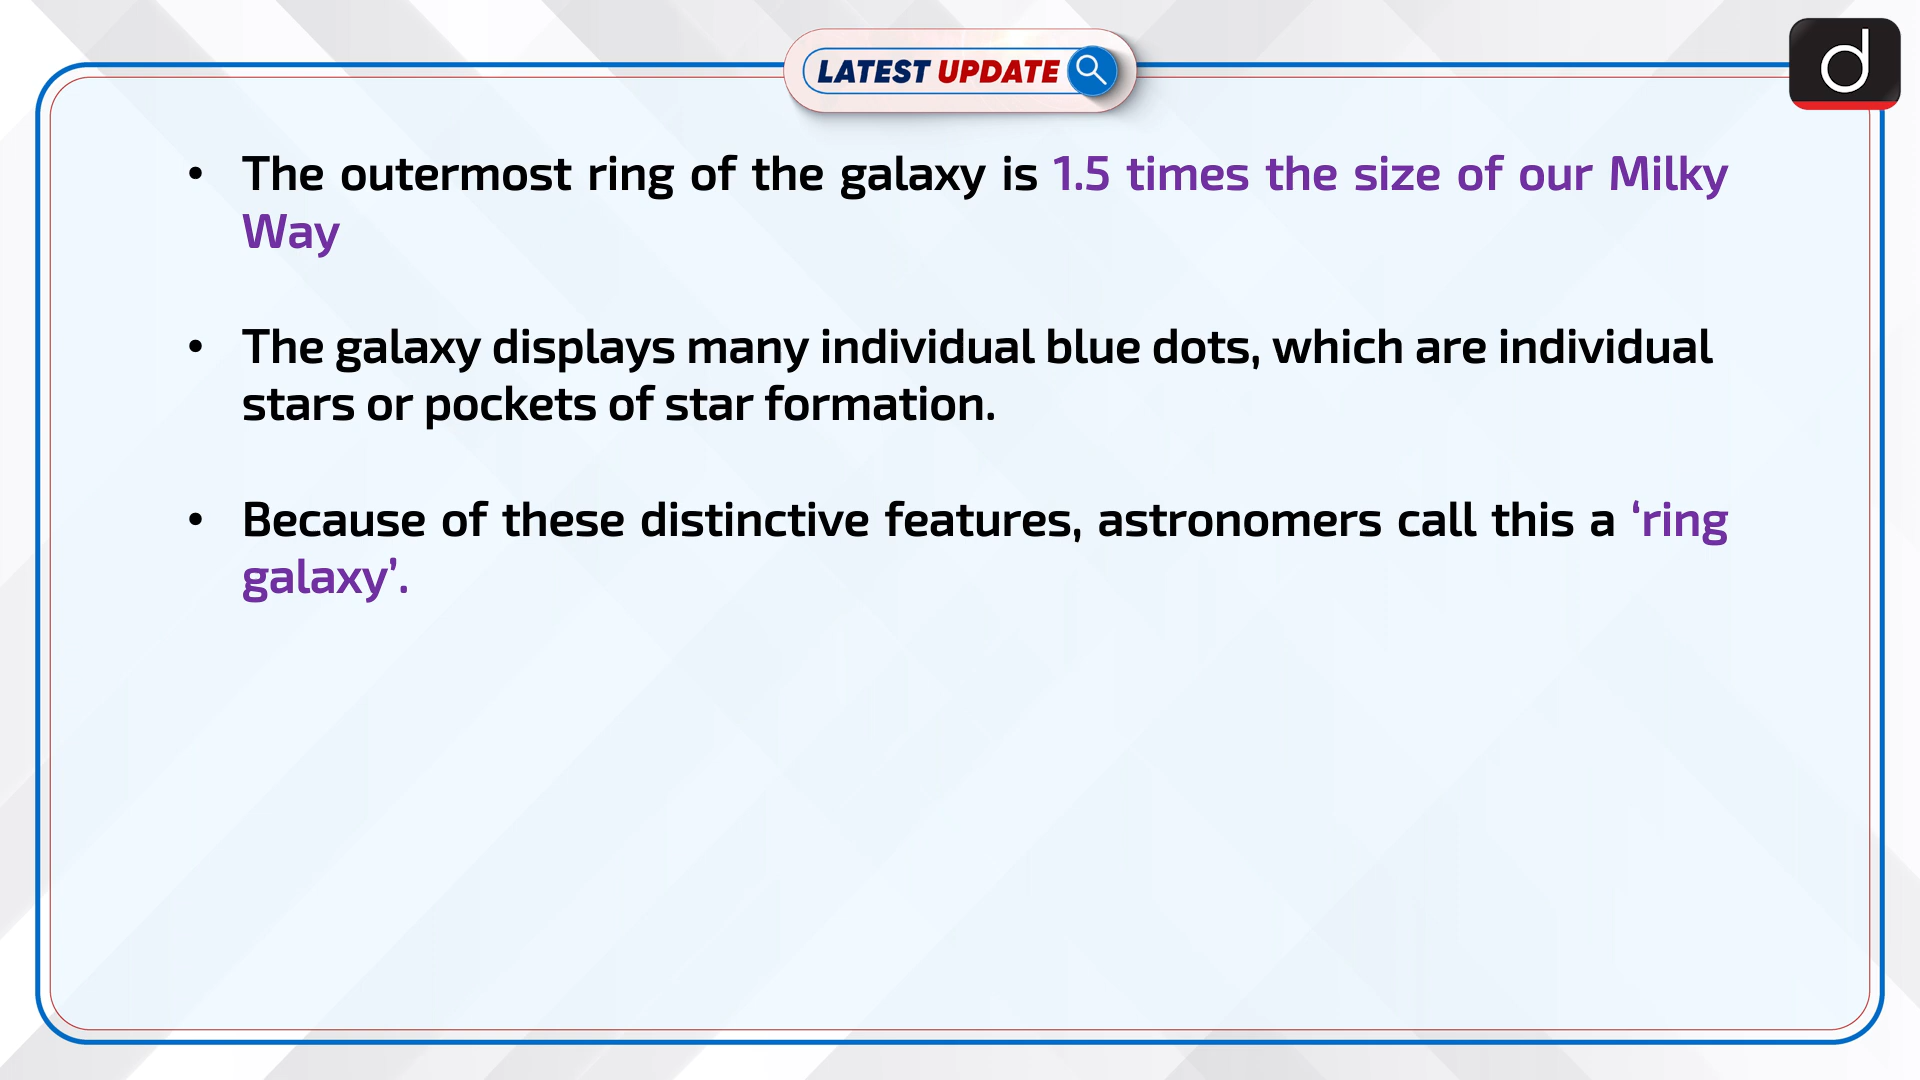 LATEST UPDATE
d
• The outermost ring of the galaxy is 1.5 times the size of our Milky
Way
• The galaxy displays many individual blue dots, which are individual
stars or pockets of star formation.
• Because of these distinctive features, astronomers call this a ‘ring
galaxy’.